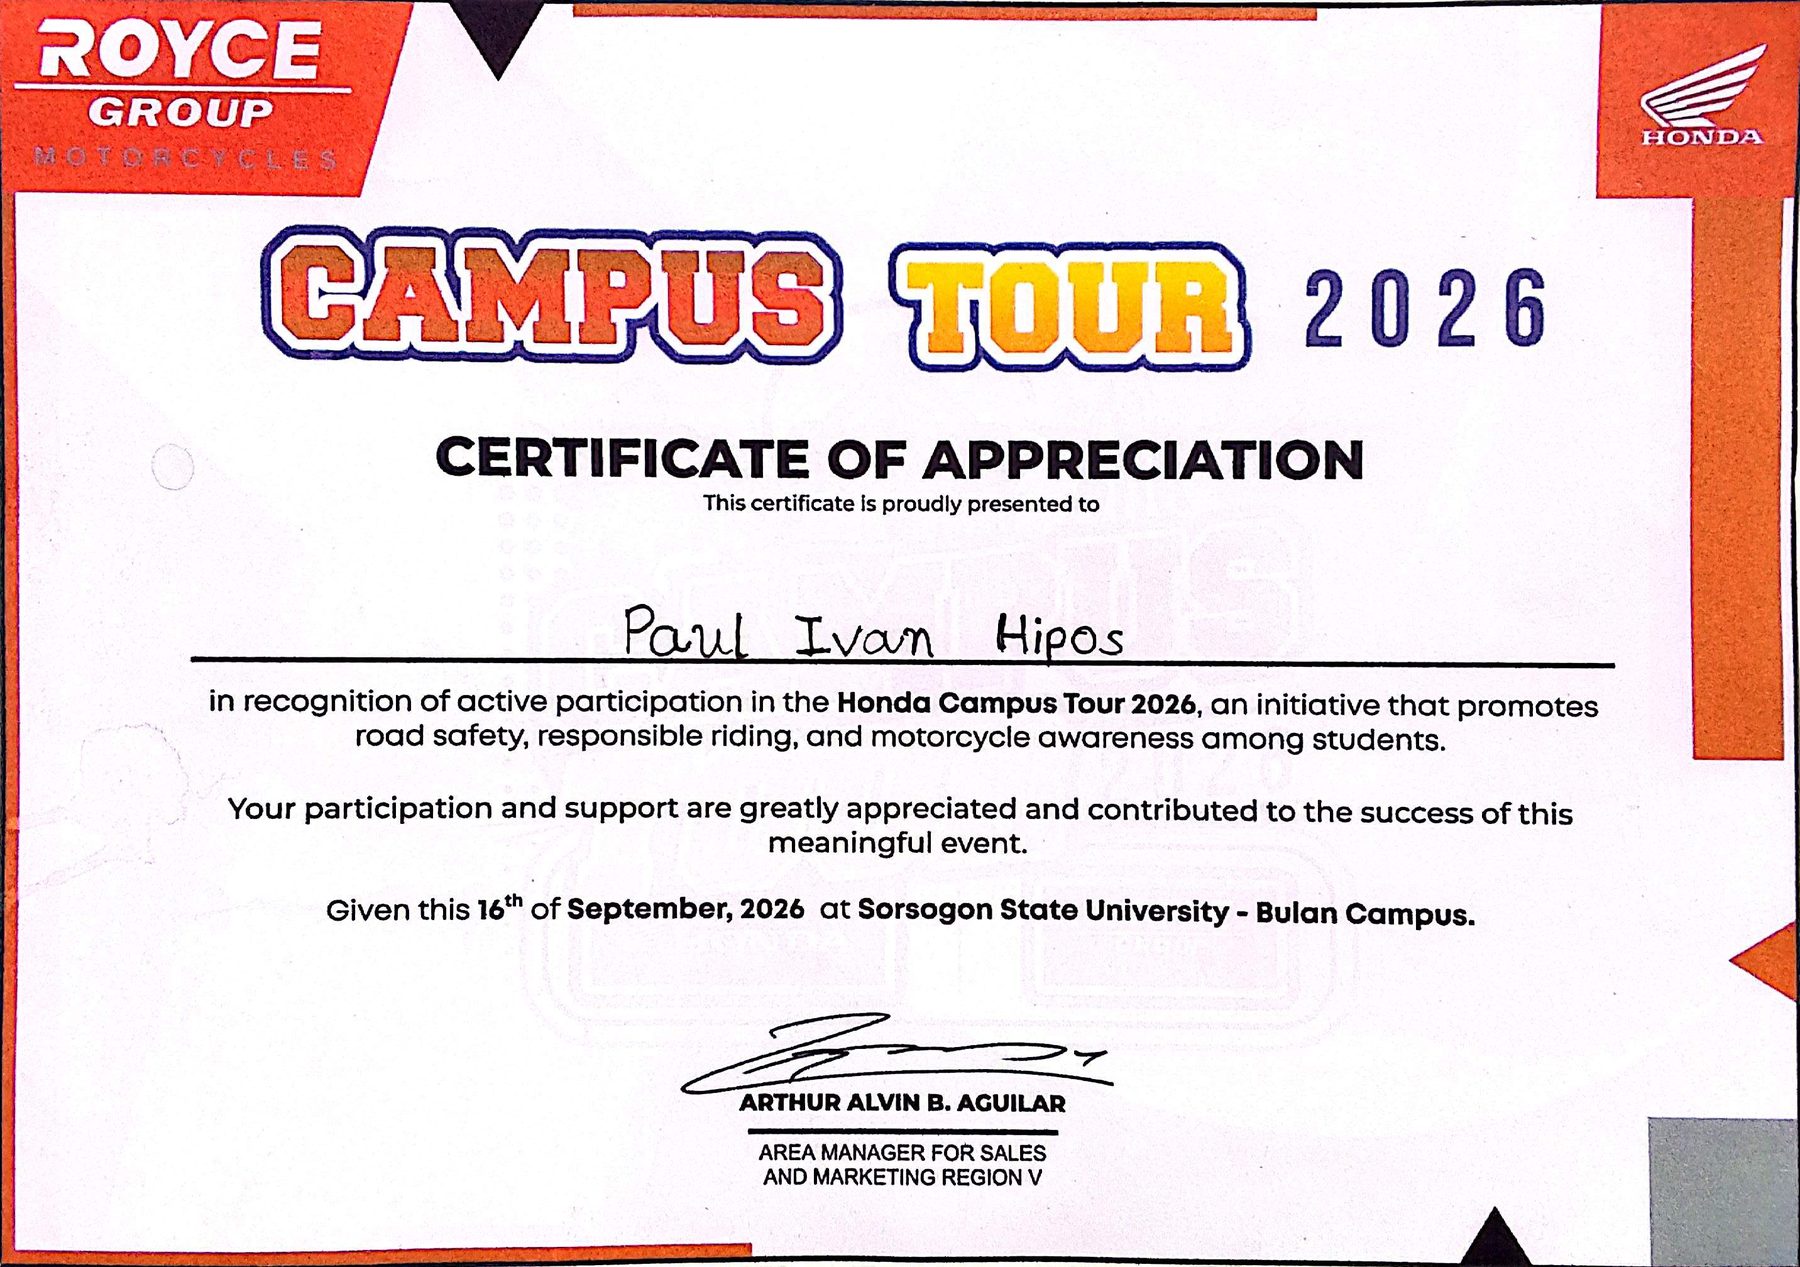 ROYCE
GROUP
MOTORCYCLES
HONDA
CAMPUS TOUR 2026
CERTIFICATE OF APPRECIATION
This certificate is proudly presented to
Paul Ivan Hipos
in recognition of active participation in the Honda Campus Tour 2026, an initiative that promotes
road safety, responsible riding, and motorcycle awareness among students.
Your participation and support are greatly appreciated and contributed to the success of this
meaningful event.
Given this 16th of September, 2026 at Sorsogon State University - Bulan Campus.
ARTHUR ALVIN B. AGUILAR
AREA MANAGER FOR SALES
AND MARKETING REGION V